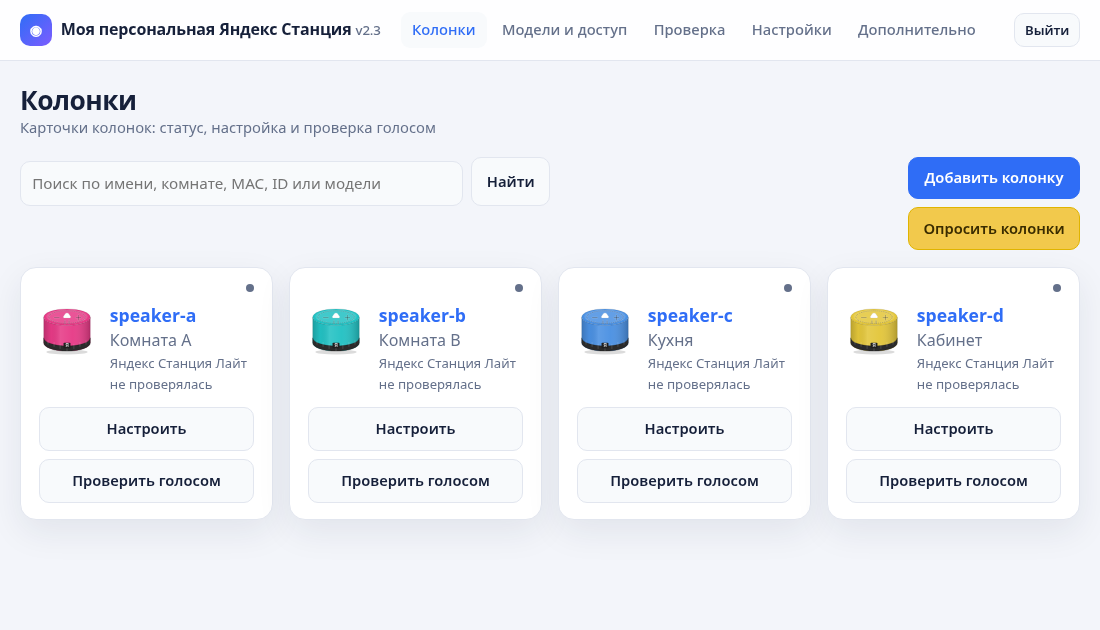 Моя персональная Яндекс Станция v2.3
Колонки
Модели и доступ
Проверка
Настройки
Дополнительно
Выйти
Колонки
Карточки колонок: статус, настройка и проверка голосом
Поиск по имени, комнате, MAC, ID или модели
Найти
Добавить колонку
Опросить колонки
speaker-a
Комната A
Яндекс Станция Лайт
не проверялась
Настроить
Проверить голосом
speaker-b
Комната B
Яндекс Станция Лайт
не проверялась
Настроить
Проверить голосом
speaker-c
Кухня
Яндекс Станция Лайт
не проверялась
Настроить
Проверить голосом
speaker-d
Кабинет
Яндекс Станция Лайт
не проверялась
Настроить
Проверить голосом